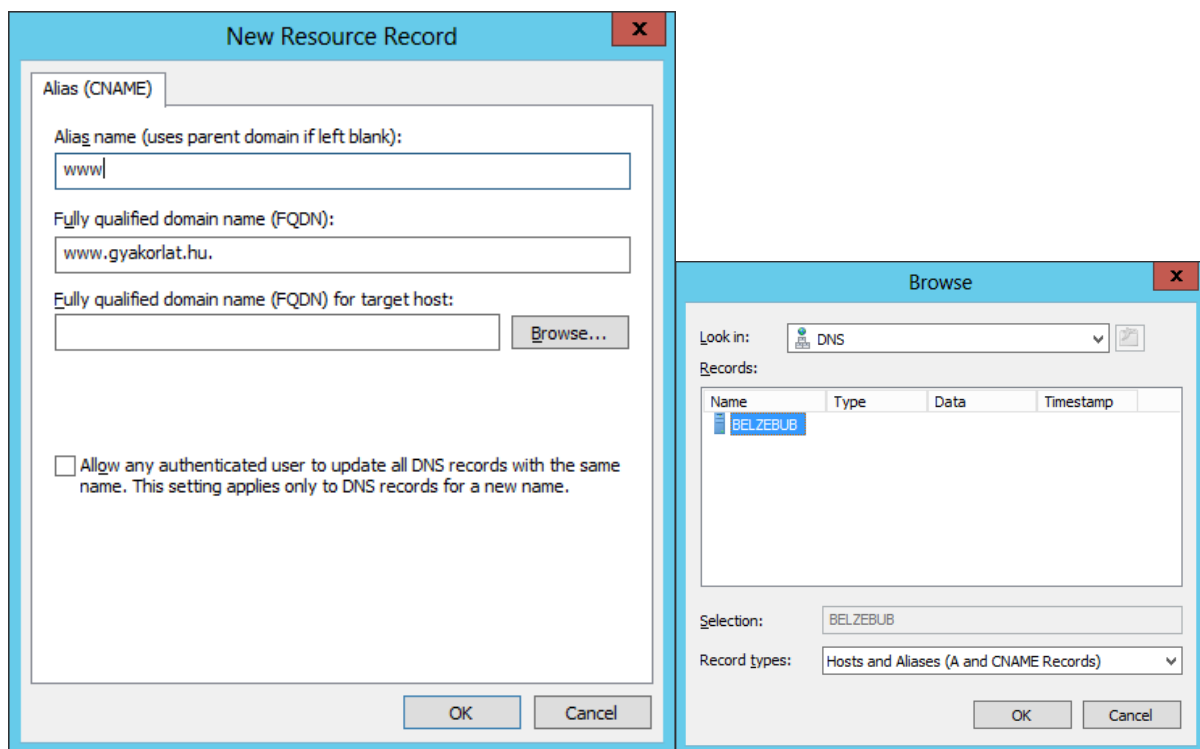 New Resource Record
x
Alias (CNAME)
Alias name (uses parent domain if left blank):
www
Fully qualified domain name (FQDN):
www.gyakorlat.hu.
Fully qualified domain name (FQDN) for target host:
Browse...
Allow any authenticated user to update all DNS records with the same
name. This setting applies only to DNS records for a new name.
OK Cancel
Browse
x
Look in: DNS
Records:
Name Type Data Timestamp
BELZEBUB
Selection: BELZEBUB
Record types: Hosts and Aliases (A and CNAME Records)
OK Cancel